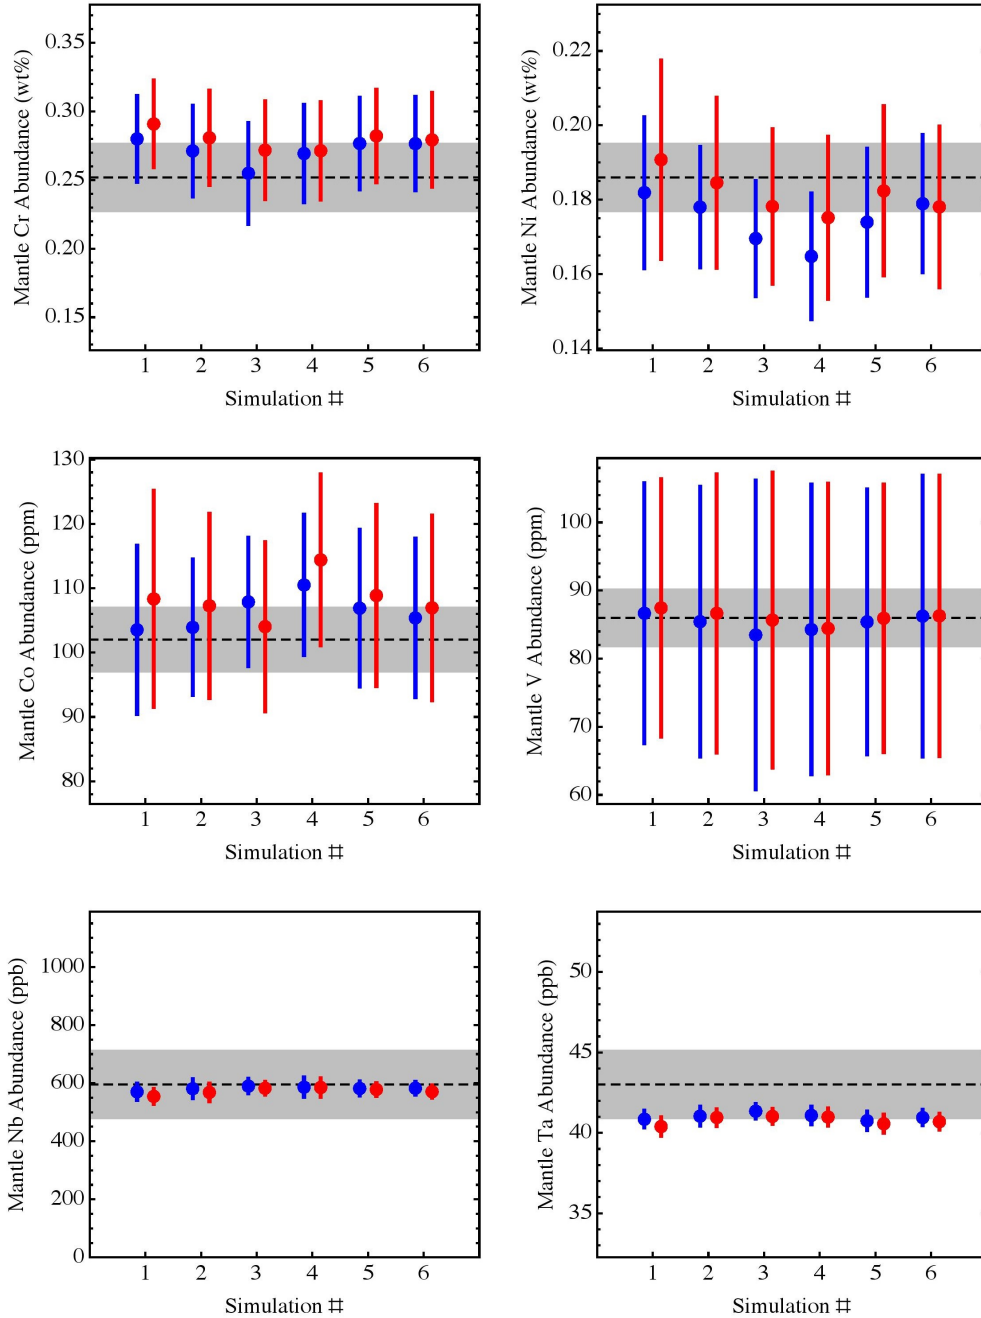 Mantle Cr Abundance (wt%)
0.35
0.30
0.25
0.20
0.15
1 2 3 4 5 6
Simulation #
Mantle Ni Abundance (wt%)
0.22
0.20
0.18
0.16
0.14
1 2 3 4 5 6
Simulation #
Mantle Co Abundance (ppm)
130
120
110
100
90
80
1 2 3 4 5 6
Simulation #
Mantle V Abundance (ppm)
100
90
80
70
60
1 2 3 4 5 6
Simulation #
Mantle Nb Abundance (ppb)
1000
800
600
400
200
0
1 2 3 4 5 6
Simulation #
Mantle Ta Abundance (ppb)
50
45
40
35
1 2 3 4 5 6
Simulation #